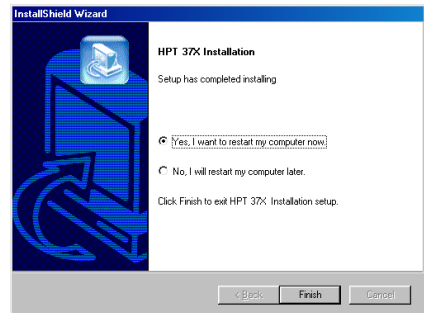 InstallShield Wizard
HPT 37X Installation
Setup has completed installing
Yes, I want to restart my computer now.
No, I will restart my computer later.
Click Finish to exit HPT 37X Installation setup.
< Back
Finish
Cancel